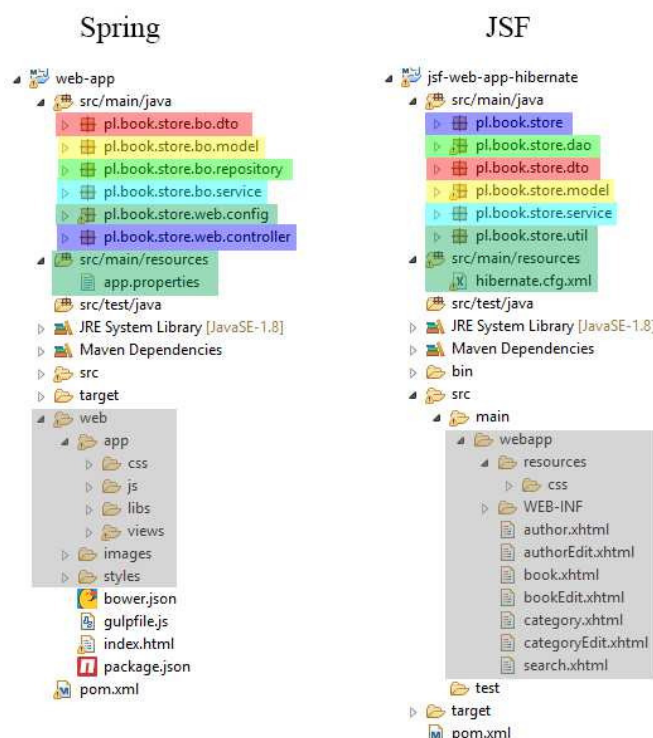 Spring
web-app
src/main/java
pl.book.store.bo.dto
pl.book.store.bo.model
pl.book.store.bo.repository
pl.book.store.bo.service
pl.book.store.web.config
pl.book.store.web.controller
src/main/resources
app.properties
src/test/java
JRE System Library [JavaSE-1.8]
Maven Dependencies
src
target
web
app
css
js
libs
views
images
styles
bower.json
gulpfile.js
index.html
package.json
pom.xml
JSF
jsf-web-app-hibernate
src/main/java
pl.book.store
pl.book.store.dao
pl.book.store.dto
pl.book.store.model
pl.book.store.service
pl.book.store.util
src/main/resources
hibernate.cfg.xml
src/test/java
JRE System Library [JavaSE-1.8]
Maven Dependencies
bin
src
main
webapp
resources
css
WEB-INF
author.xhtml
authorEdit.xhtml
book.xhtml
bookEdit.xhtml
category.xhtml
categoryEdit.xhtml
search.xhtml
test
target
pom.xml